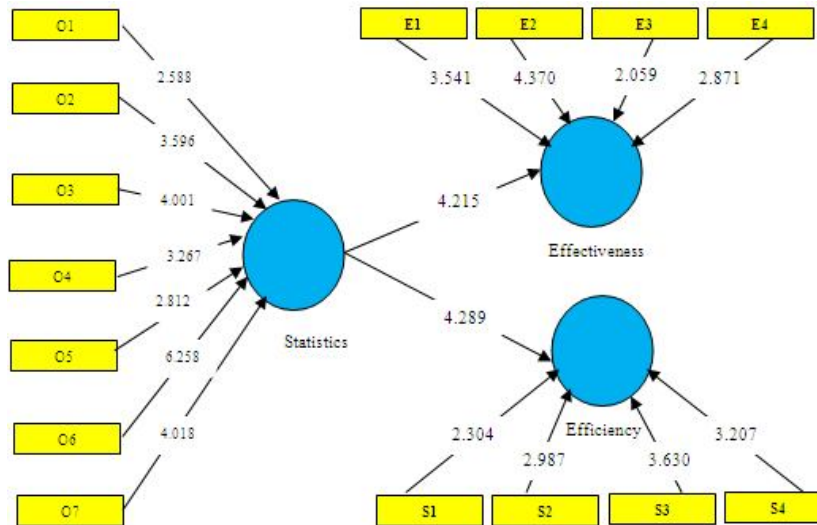 O1
E1
E2
E3
E4
2.588
3.541
4.370
2.059
2.871
O2
3.596
O3
4.001
4.215
O4
3.267
Effectiveness
O5
2.812
4.289
Statistics
6.258
O6
4.018
2.304
Efficiency
3.207
2.987
3.630
O7
S1
S2
S3
S4